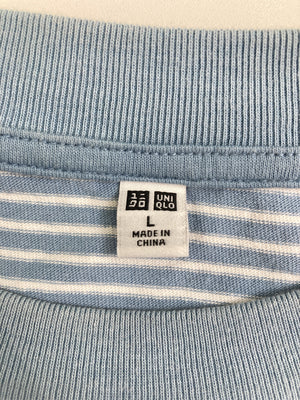 ユニ UNI
クロ QLO
L
MADE IN
CHINA